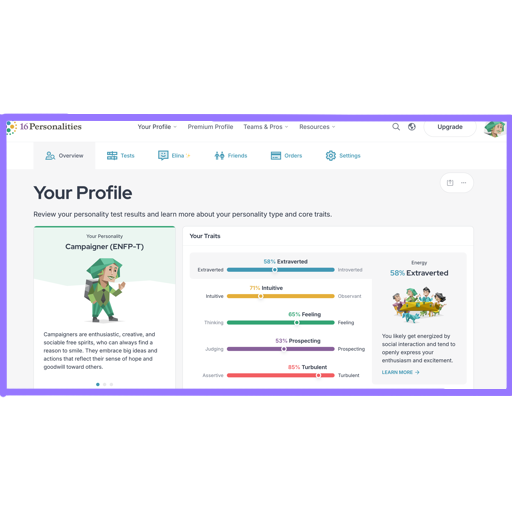 16Personalities
Your Profile
Premium Profile
Teams & Pros
Resources
Upgrade
Overview
Tests
Elina
Friends
Orders
Settings
Your Profile
Review your personality test results and learn more about your personality type and core traits.
Your Personality
Campaigner (ENFP-T)
Campaigners are enthusiastic, creative, and
sociable free spirits, who can always find a
reason to smile. They embrace big ideas and
actions that reflect their sense of hope and
goodwill toward others.
Your Traits
58% Extraverted
Extraverted
Introverted
71% Intuitive
Intuitive
Observant
65% Feeling
Thinking
Feeling
53% Prospecting
Judging
Prospecting
85% Turbulent
Assertive
Turbulent
Energy
58% Extraverted
You likely get energized by
social interaction and tend to
openly express your
enthusiasm and excitement.
LEARN MORE →